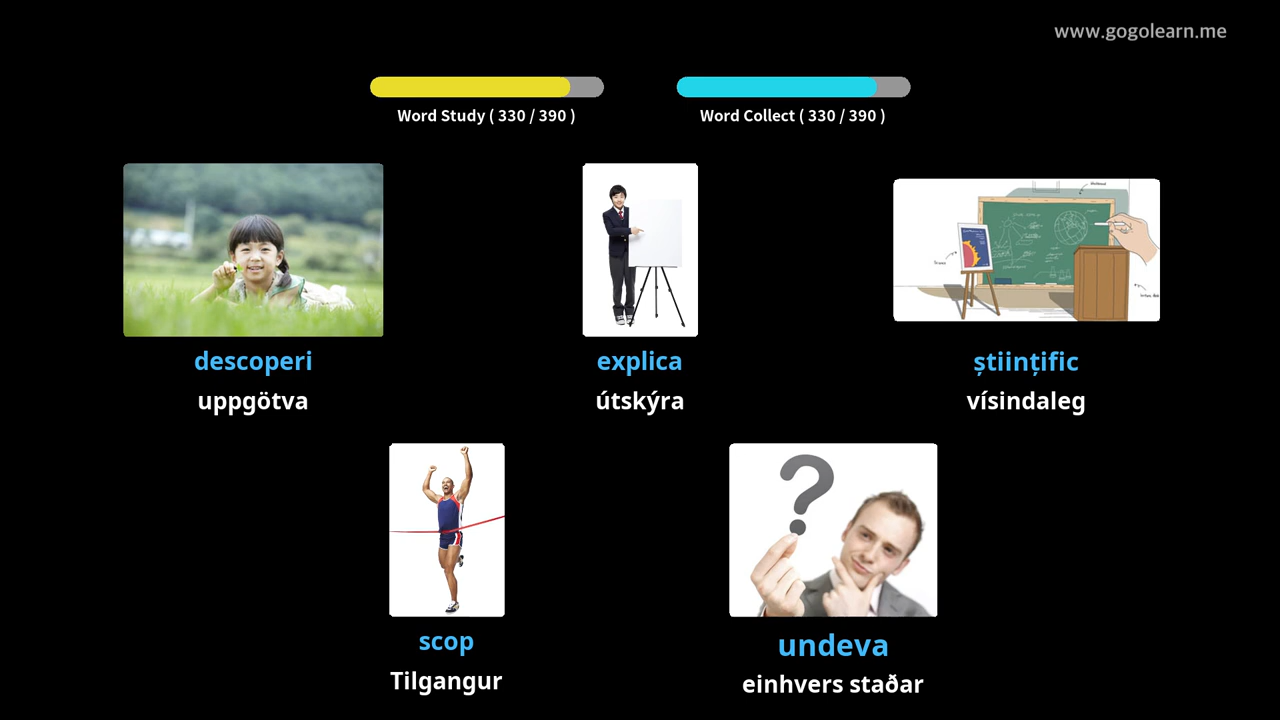 www.gogolearn.me
Word Study ( 330 / 390 )
Word Collect ( 330 / 390 )
descoperi
uppgötva
explica
útskýra
științific
vísindaleg
scop
Tilgangur
undeva
einhvers staðar